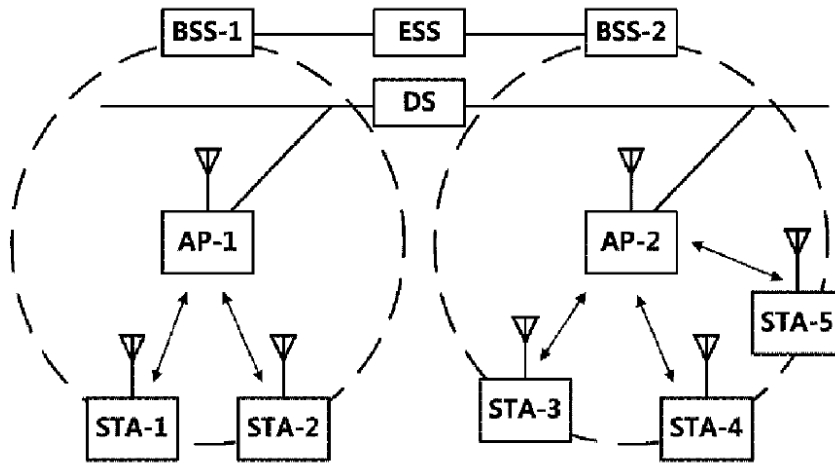 BSS-1 ESS BSS-2
DS
AP-1 AP-2
STA-5
STA-3
STA-1 STA-2 STA-4